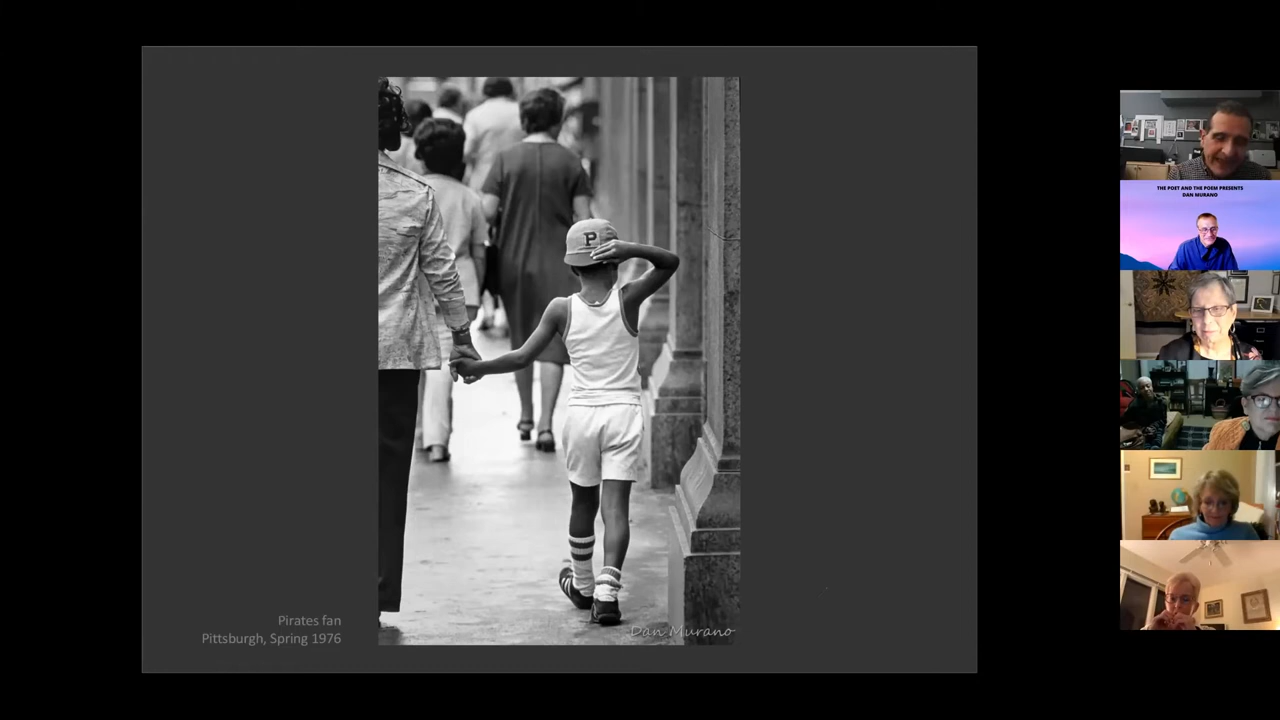 P
Pirates fan
Pittsburgh, Spring 1976
Dan Murano
THE POET AND THE POEM PRESENTS
DAN MURANO